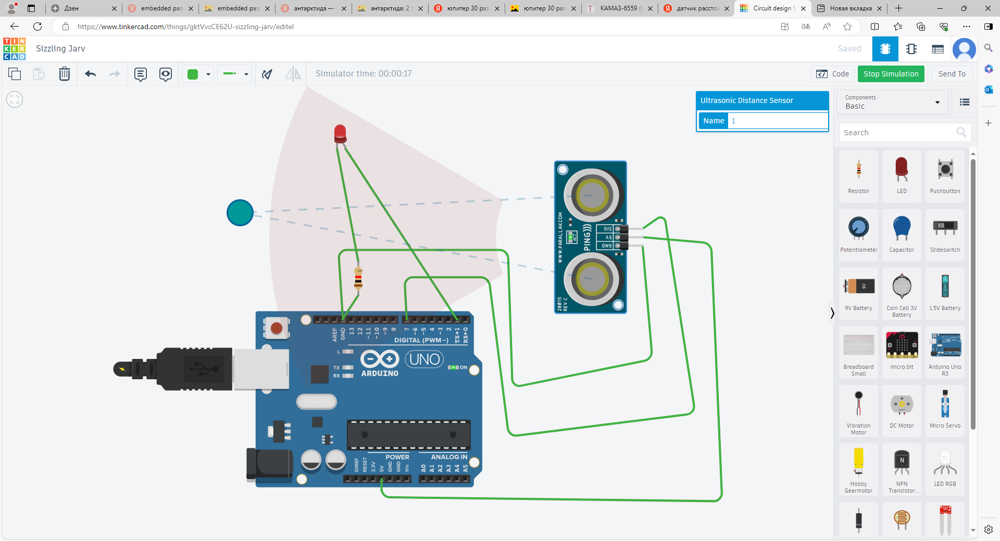 Дзен
embedded раз
embedded раз
антарктида —
антарктида: 2 т
юпитер 30 раз
юпитер 30 раз
КАМАЗ-6559 (
датчик расстоя
Circuit design S
Новая вкладка
https://www.tinkercad.com/things/gktVvcCE62U-sizzling-jarv/editel
TIN
KER
CAD
Sizzling Jarv
Saved
Simulator time: 00:00:17
Code
Stop Simulation
Send To
Ultrasonic Distance Sensor
Name 1
Components
Basic
Search
Resistor
LED
Pushbutton
Potentiometer
Capacitor
Slideswitch
9V
9V Battery
Coin Cell 3V
Battery
1.5V Battery
Breadboard
Small
micro:bit
Arduino Uno
R3
Vibration
Motor
DC Motor
Micro Servo
N
Hobby
Gearmotor
NPN
Transistor...
LED RGB
WWW.PARALLAX.COM
PING)))
ACT
SIG
5V
GND
28015
REV C
AREF
GND
13
12
~11
~10
~9
8
7
~6
~5
4
~3
2
TX→1
RX←0
DIGITAL (PWM~)
L
TX
RX
ARDUINO
UNO
ON
POWER
ANALOG IN
IOREF
RESET
3.3V
5V
GND
GND
Vin
A0
A1
A2
A3
A4
A5